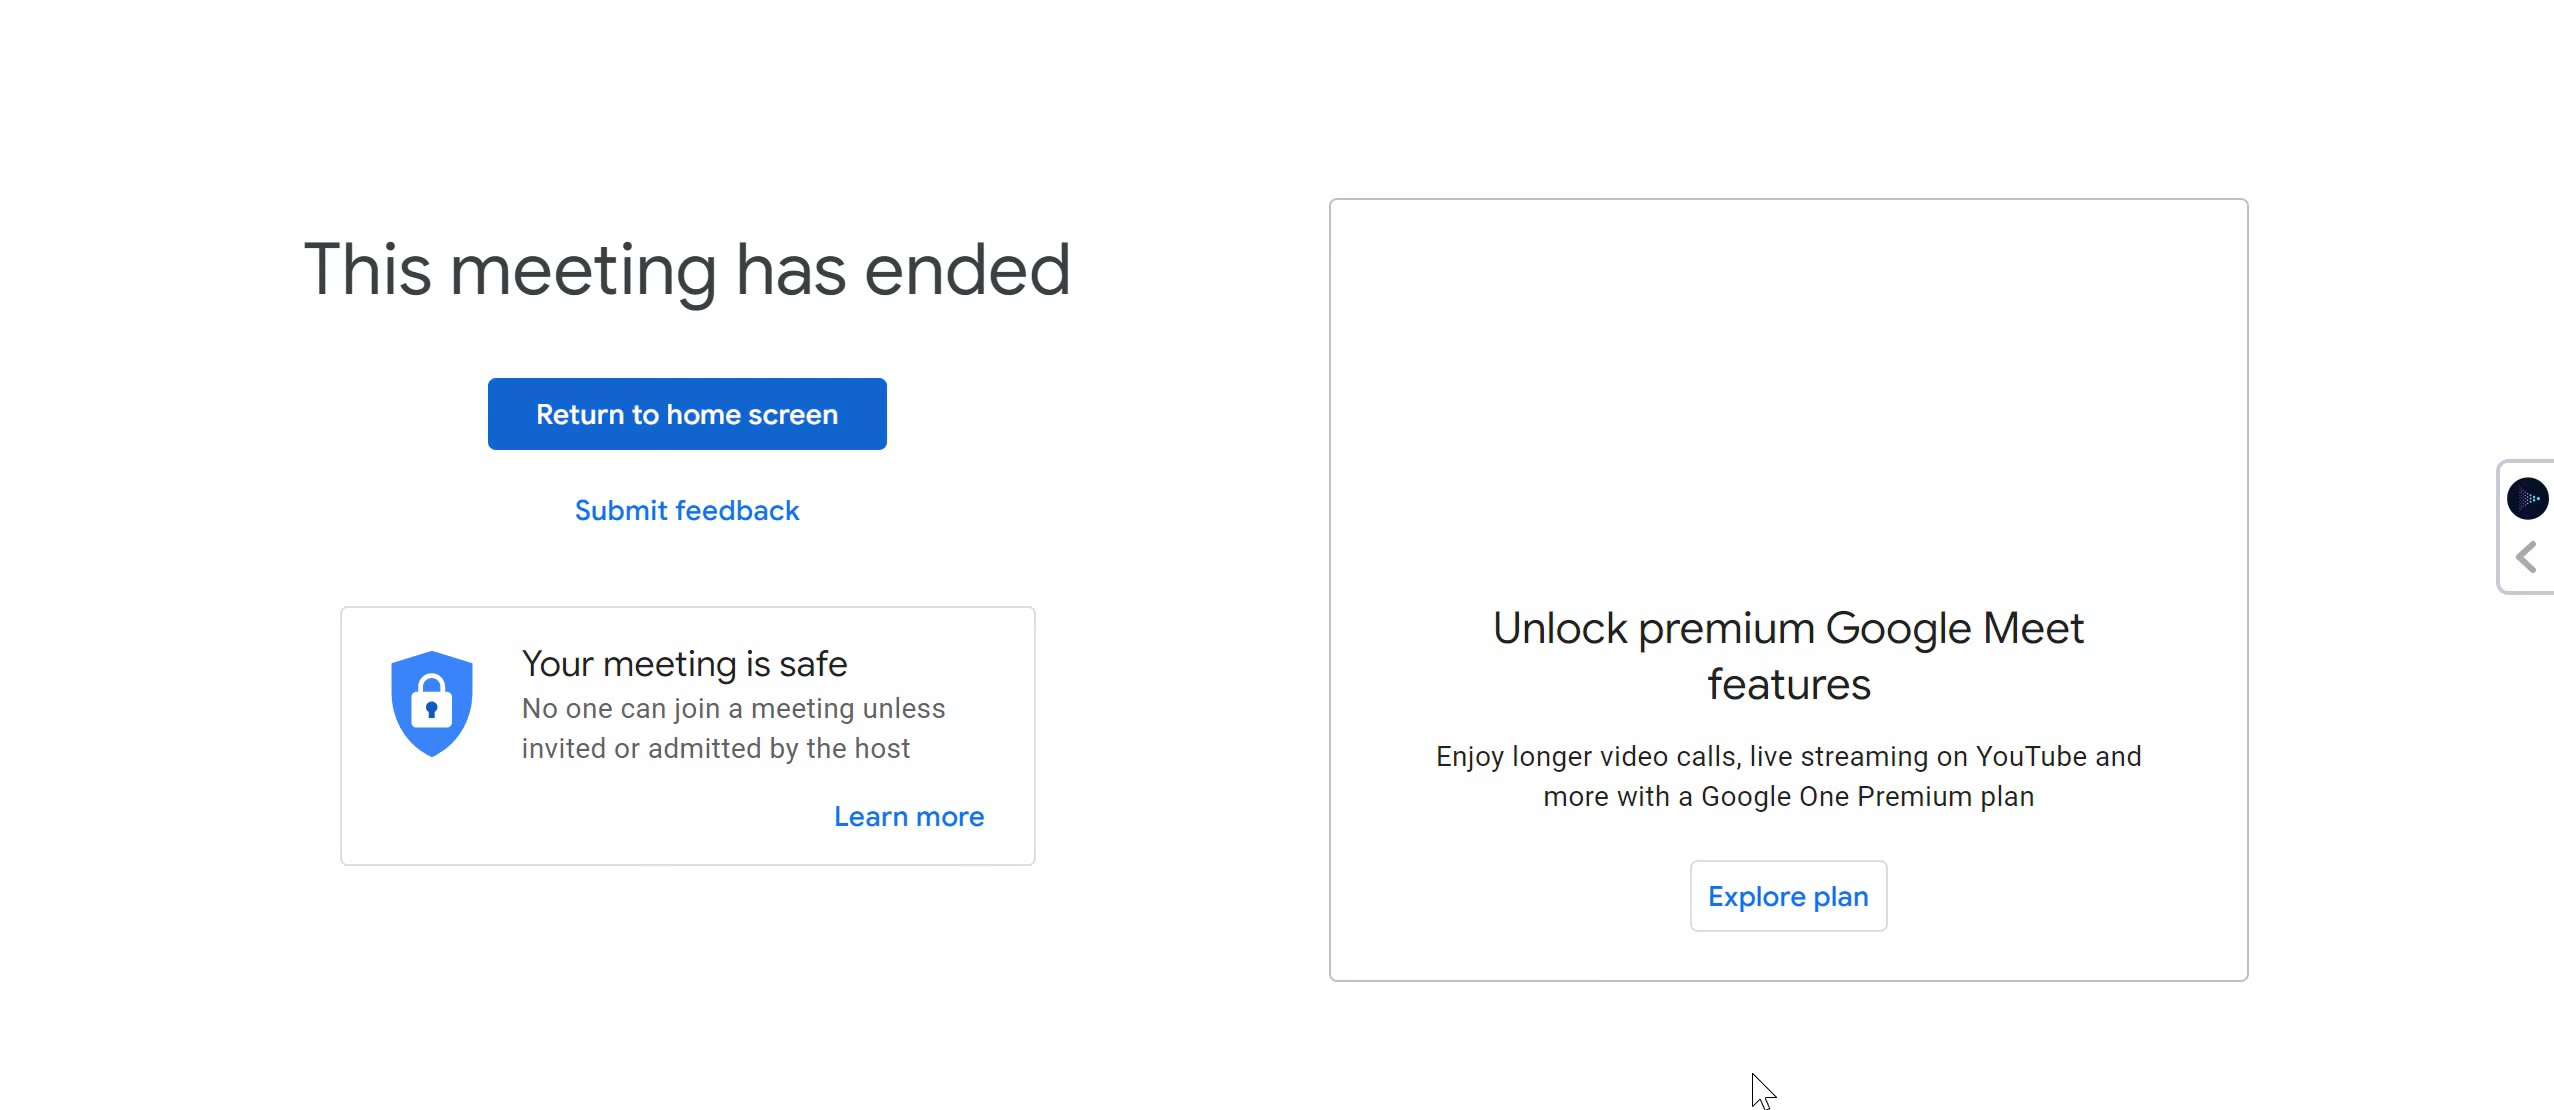 This meeting has ended
Return to home screen
Submit feedback
Your meeting is safe
No one can join a meeting unless
invited or admitted by the host
Learn more
Unlock premium Google Meet
features
Enjoy longer video calls, live streaming on YouTube and
more with a Google One Premium plan
Explore plan